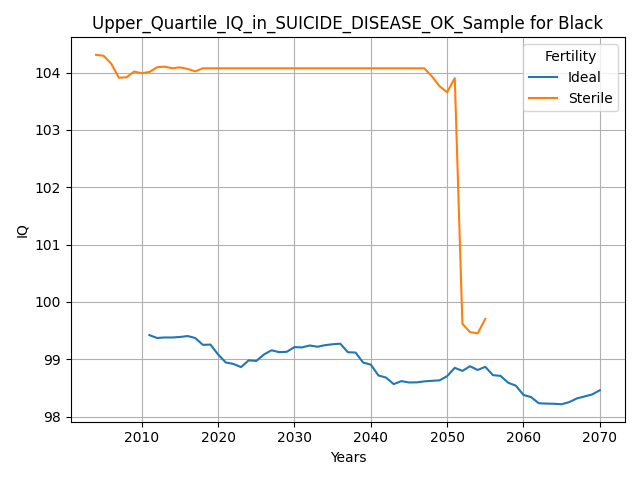 Upper_Quartile_IQ_in_SUICIDE_DISEASE_OK_Sample for Black
Fertility
Ideal
Sterile
104
103
102
101
100
99
98
IQ
2010 2020 2030 2040 2050 2060 2070
Years